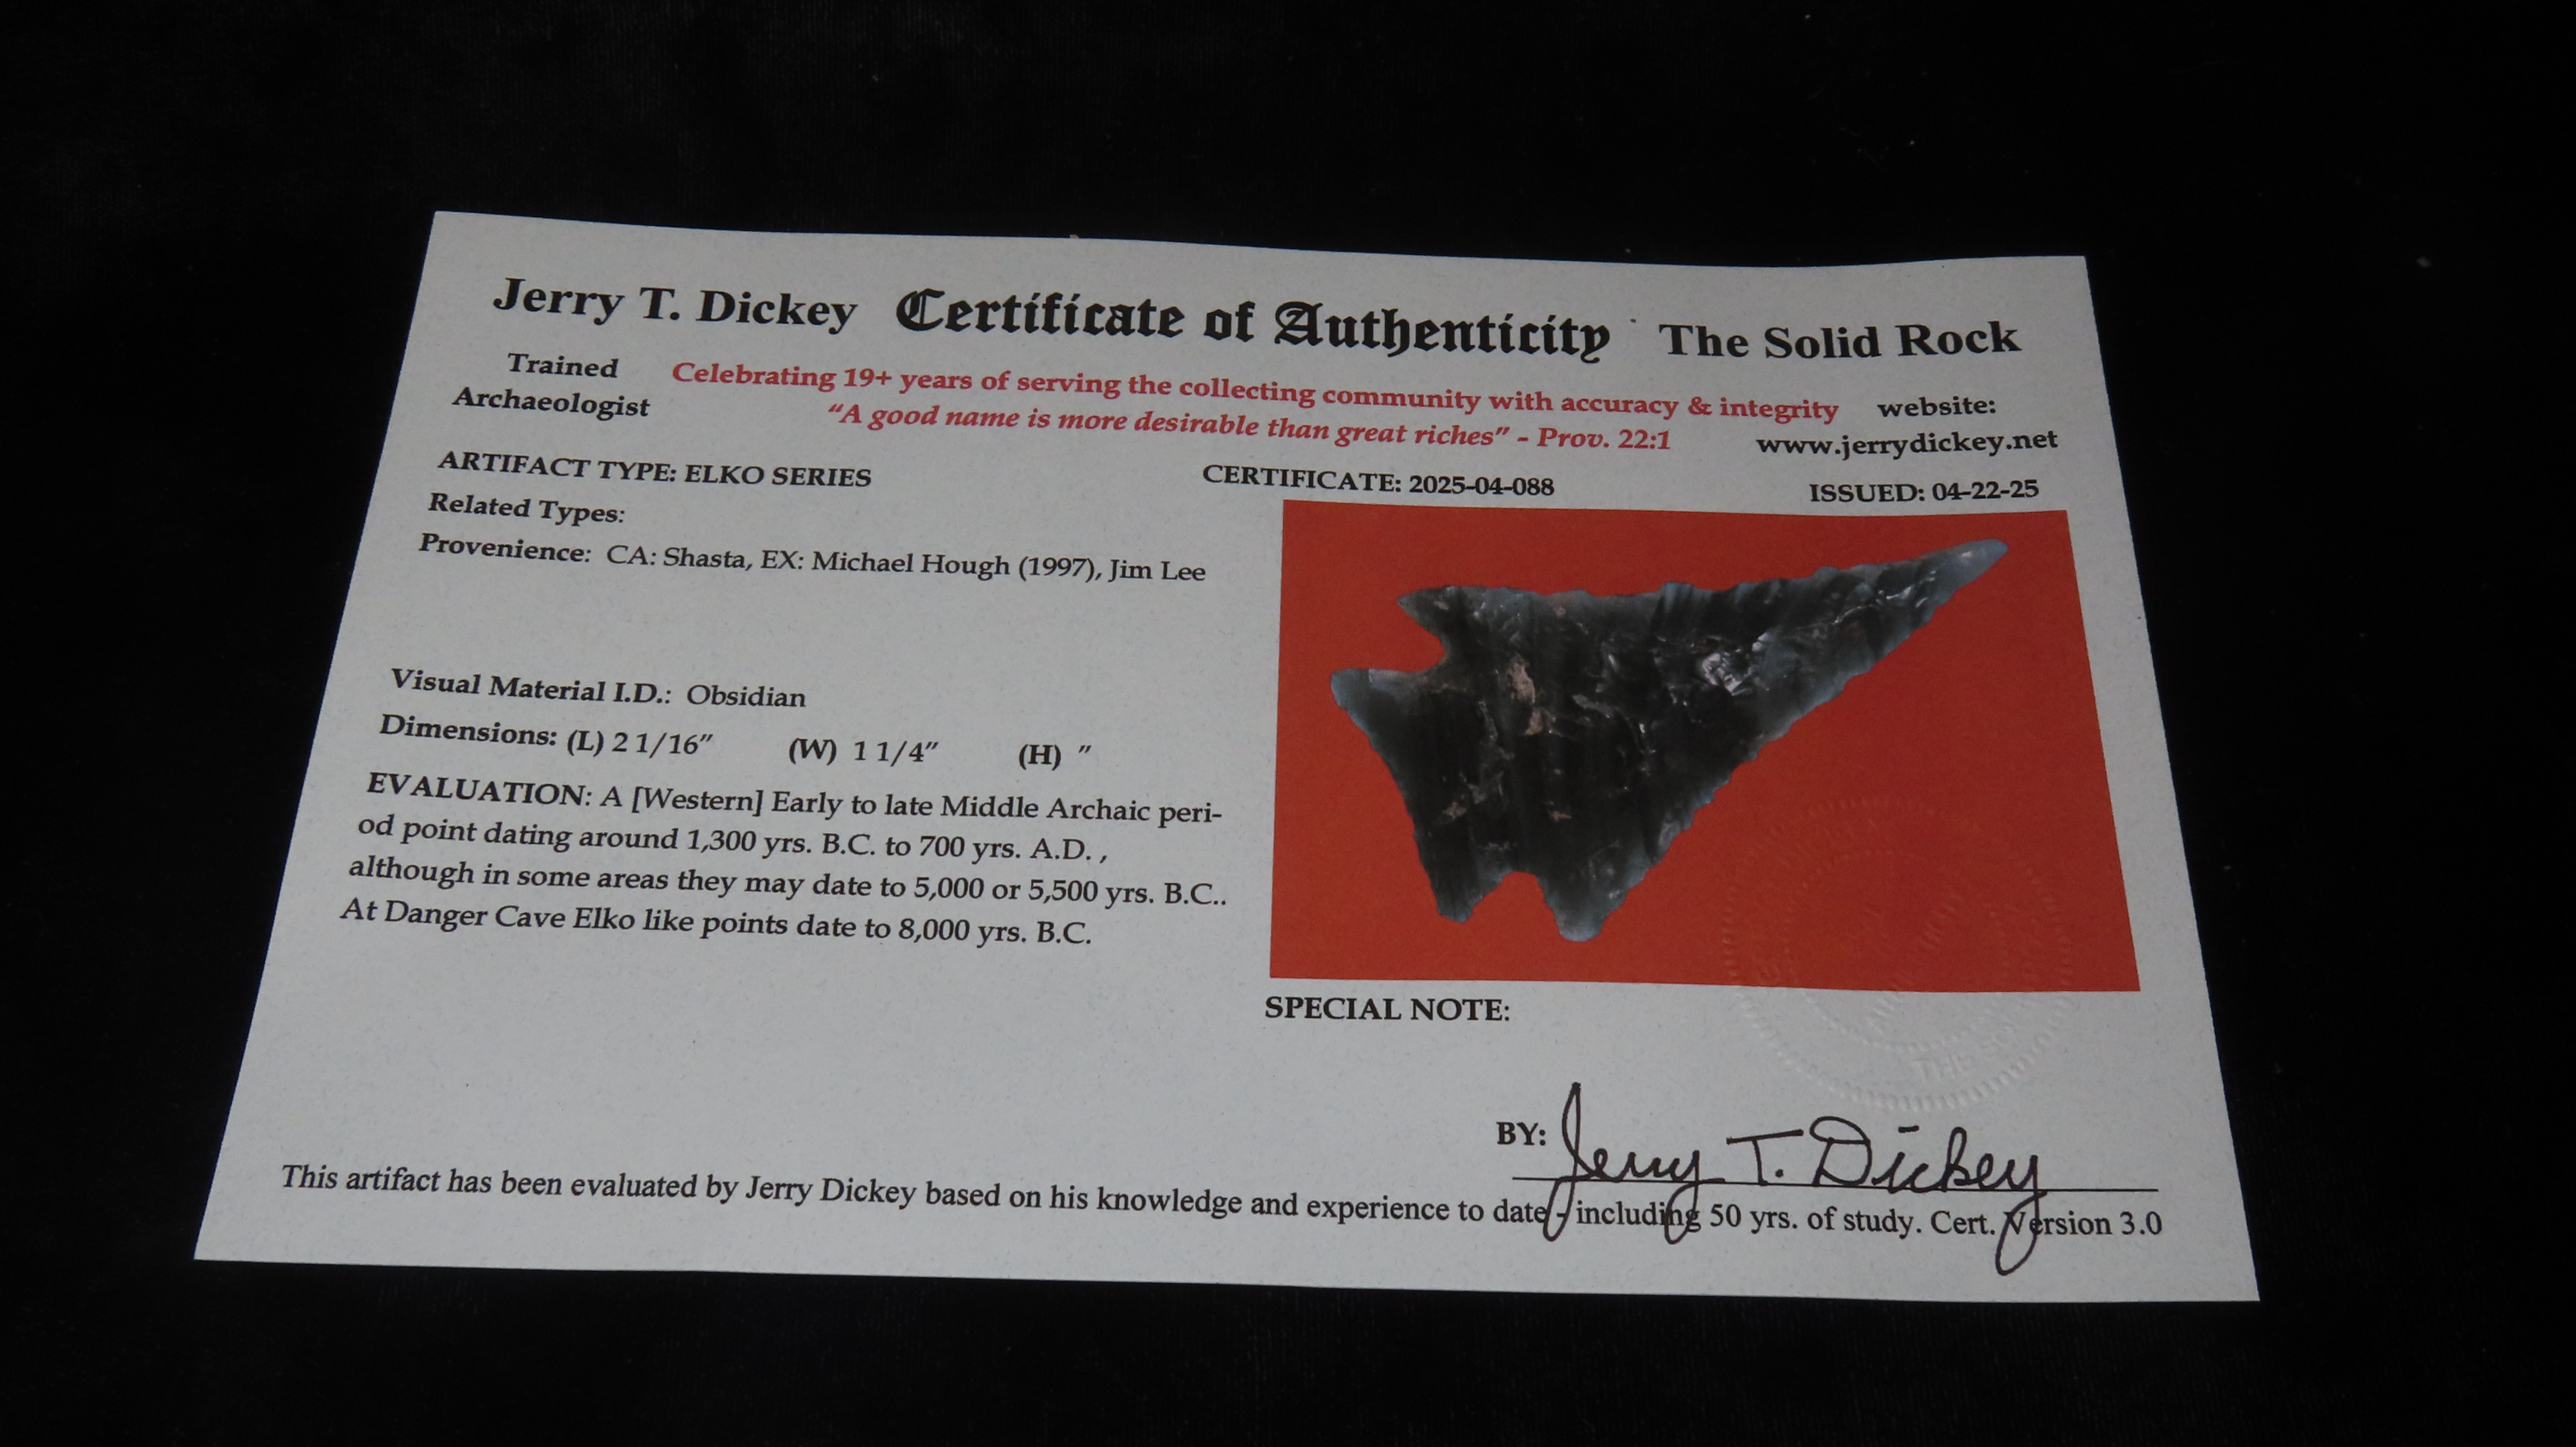 Jerry T. Dickey Certificate of Authenticity The Solid Rock
Trained
Archaeologist
Celebrating 19+ years of serving the collecting community with accuracy & integrity
"A good name is more desirable than great riches" - Prov. 22:1
website:
www.jerrydickey.net
ARTIFACT TYPE: ELKO SERIES
CERTIFICATE: 2025-04-088
ISSUED: 04-22-25
Related Types:
Provenience: CA: Shasta, EX: Michael Hough (1997), Jim Lee
Visual Material I.D.: Obsidian
Dimensions: (L) 2 1/16" (W) 1 1/4" (H) "
EVALUATION: A [Western] Early to late Middle Archaic peri-
od point dating around 1,300 yrs. B.C. to 700 yrs. A.D. ,
although in some areas they may date to 5,000 or 5,500 yrs. B.C..
At Danger Cave Elko like points date to 8,000 yrs. B.C.
SPECIAL NOTE:
BY: Jerry T. Dickey
This artifact has been evaluated by Jerry Dickey based on his knowledge and experience to date - including 50 yrs. of study. Cert. Version 3.0